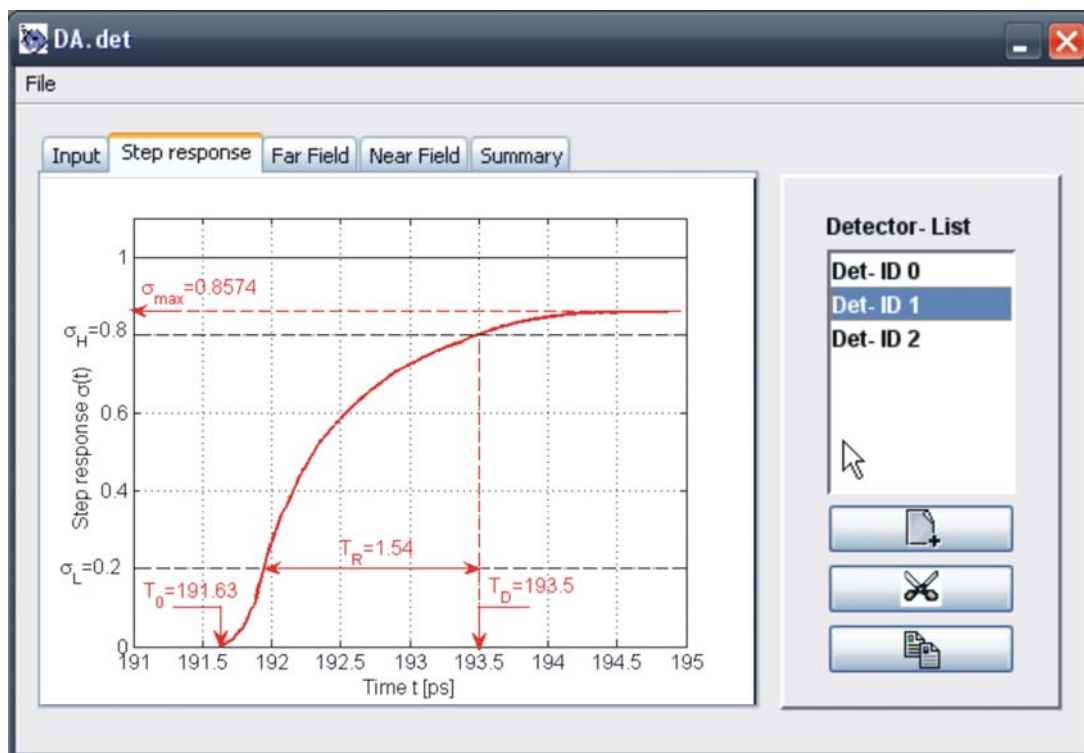 DA.det
File
Input Step response Far Field Near Field Summary
Detector- List
Det- ID 0
Det- ID 1
Det- ID 2
1
σmax=0.8574
σH=0.8
0.6
0.4
σL=0.2
0
Step response σ(t)
TR=1.54
T0=191.63
TD=193.5
191 191.5 192 192.5 193 193.5 194 194.5 195
Time t [ps]